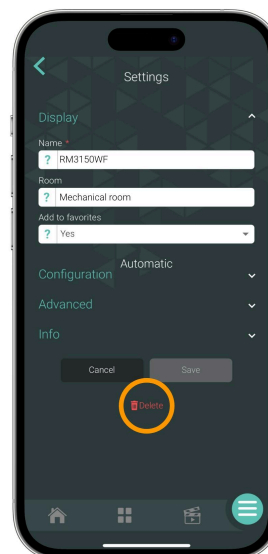 Settings
Display
Name *
? RM3150WF
Room
? Mechanical room
Add to favorites
? Yes
Automatic
Configuration
Advanced
Info
Cancel Save
Delete